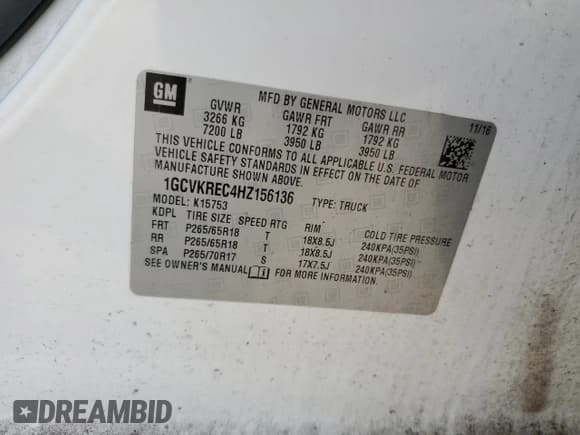 GM
MFD BY GENERAL MOTORS LLC
11/16
GVWR GAWR FRT GAWR RR
3266 KG 1792 KG 1792 KG
7200 LB 3950 LB 3950 LB
THIS VEHICLE CONFORMS TO ALL APPLICABLE U.S. FEDERAL MOTOR
VEHICLE SAFETY STANDARDS IN EFFECT ON THE DATE OF
MANUFACTURE SHOWN ABOVE.
1GCVKREC4HZ156136 TYPE: TRUCK
MODEL: K15753
KDPL TIRE SIZE SPEED RTG RIM COLD TIRE PRESSURE
FRT P265/65R18 T 18X8.5J 240KPA(35PSI)
RR P265/65R18 T 18X8.5J 240KPA(35PSI)
SPA P265/70R17 S 17X7.5J 240KPA(35PSI)
SEE OWNER'S MANUAL FOR MORE INFORMATION.
DREAMBID